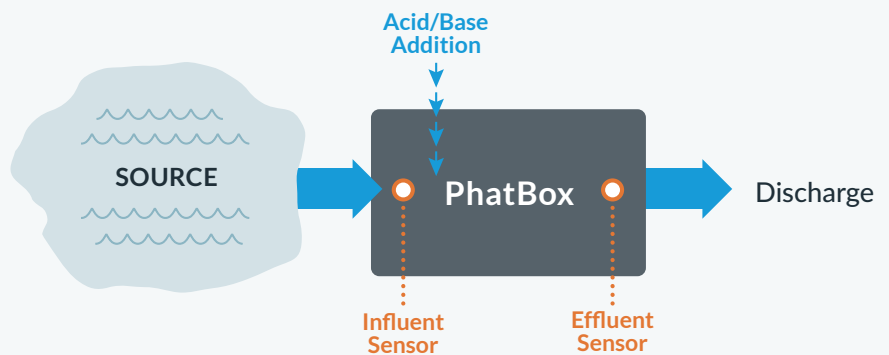 Acid/Base
Addition
SOURCE
PhatBox
Discharge
Influent
Sensor
Effluent
Sensor